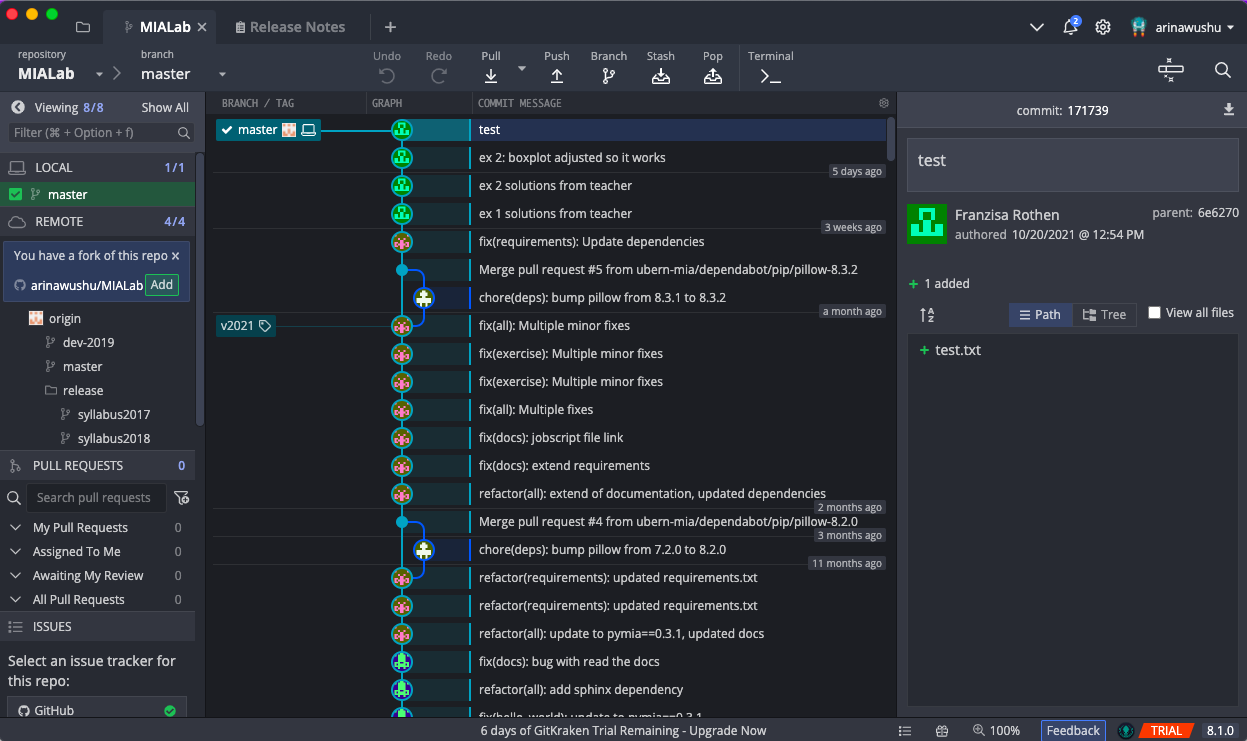 MIALab
Release Notes
2
arinawushu
repository
MIALab
branch
master
Undo
Redo
Pull
Push
Branch
Stash
Pop
Terminal
Viewing 8/8
Show All
Filter (⌘ + Option + f)
LOCAL 1/1
master
REMOTE 4/4
You have a fork of this repo
arinawushu/MIALab
Add
origin
dev-2019
master
release
syllabus2017
syllabus2018
PULL REQUESTS 0
Search pull requests
My Pull Requests 0
Assigned To Me 0
Awaiting My Review 0
All Pull Requests 0
ISSUES
Select an issue tracker for
this repo:
GitHub
BRANCH / TAG
GRAPH
COMMIT MESSAGE
master
test
ex 2: boxplot adjusted so it works
5 days ago
ex 2 solutions from teacher
ex 1 solutions from teacher
3 weeks ago
fix(requirements): Update dependencies
Merge pull request #5 from ubern-mia/dependabot/pip/pillow-8.3.2
chore(deps): bump pillow from 8.3.1 to 8.3.2
a month ago
v2021
fix(all): Multiple minor fixes
fix(exercise): Multiple minor fixes
fix(exercise): Multiple minor fixes
fix(all): Multiple fixes
fix(docs): jobscript file link
fix(docs): extend requirements
refactor(all): extend of documentation, updated dependencies
2 months ago
Merge pull request #4 from ubern-mia/dependabot/pip/pillow-8.2.0
3 months ago
chore(deps): bump pillow from 7.2.0 to 8.2.0
11 months ago
refactor(requirements): updated requirements.txt
refactor(requirements): updated requirements.txt
refactor(all): update to pymia==0.3.1, updated docs
fix(docs): bug with read the docs
refactor(all): add sphinx dependency
fix(hello_world): update to pymia==0.3.1
commit: 171739
test
Franzisa Rothen
authored 10/20/2021 @ 12:54 PM
parent: 6e6270
1 added
Path
Tree
View all files
test.txt
6 days of GitKraken Trial Remaining - Upgrade Now
100%
Feedback
TRIAL
8.1.0